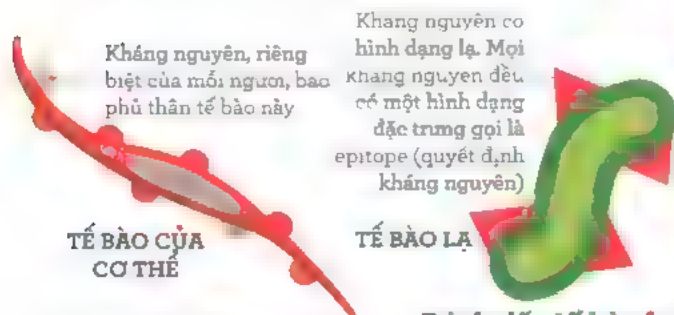 Kháng nguyên, riêng
biệt của mỗi người, bao
phủ thân tế bào này
TẾ BÀO CỦA
CƠ THỂ
Kháng nguyên có
hình dạng lạ. Mọi
kháng nguyên đều
có một hình dạng
đặc trưng gọi là
epitope (quyết định
kháng nguyên)
TẾ BÀO LẠ